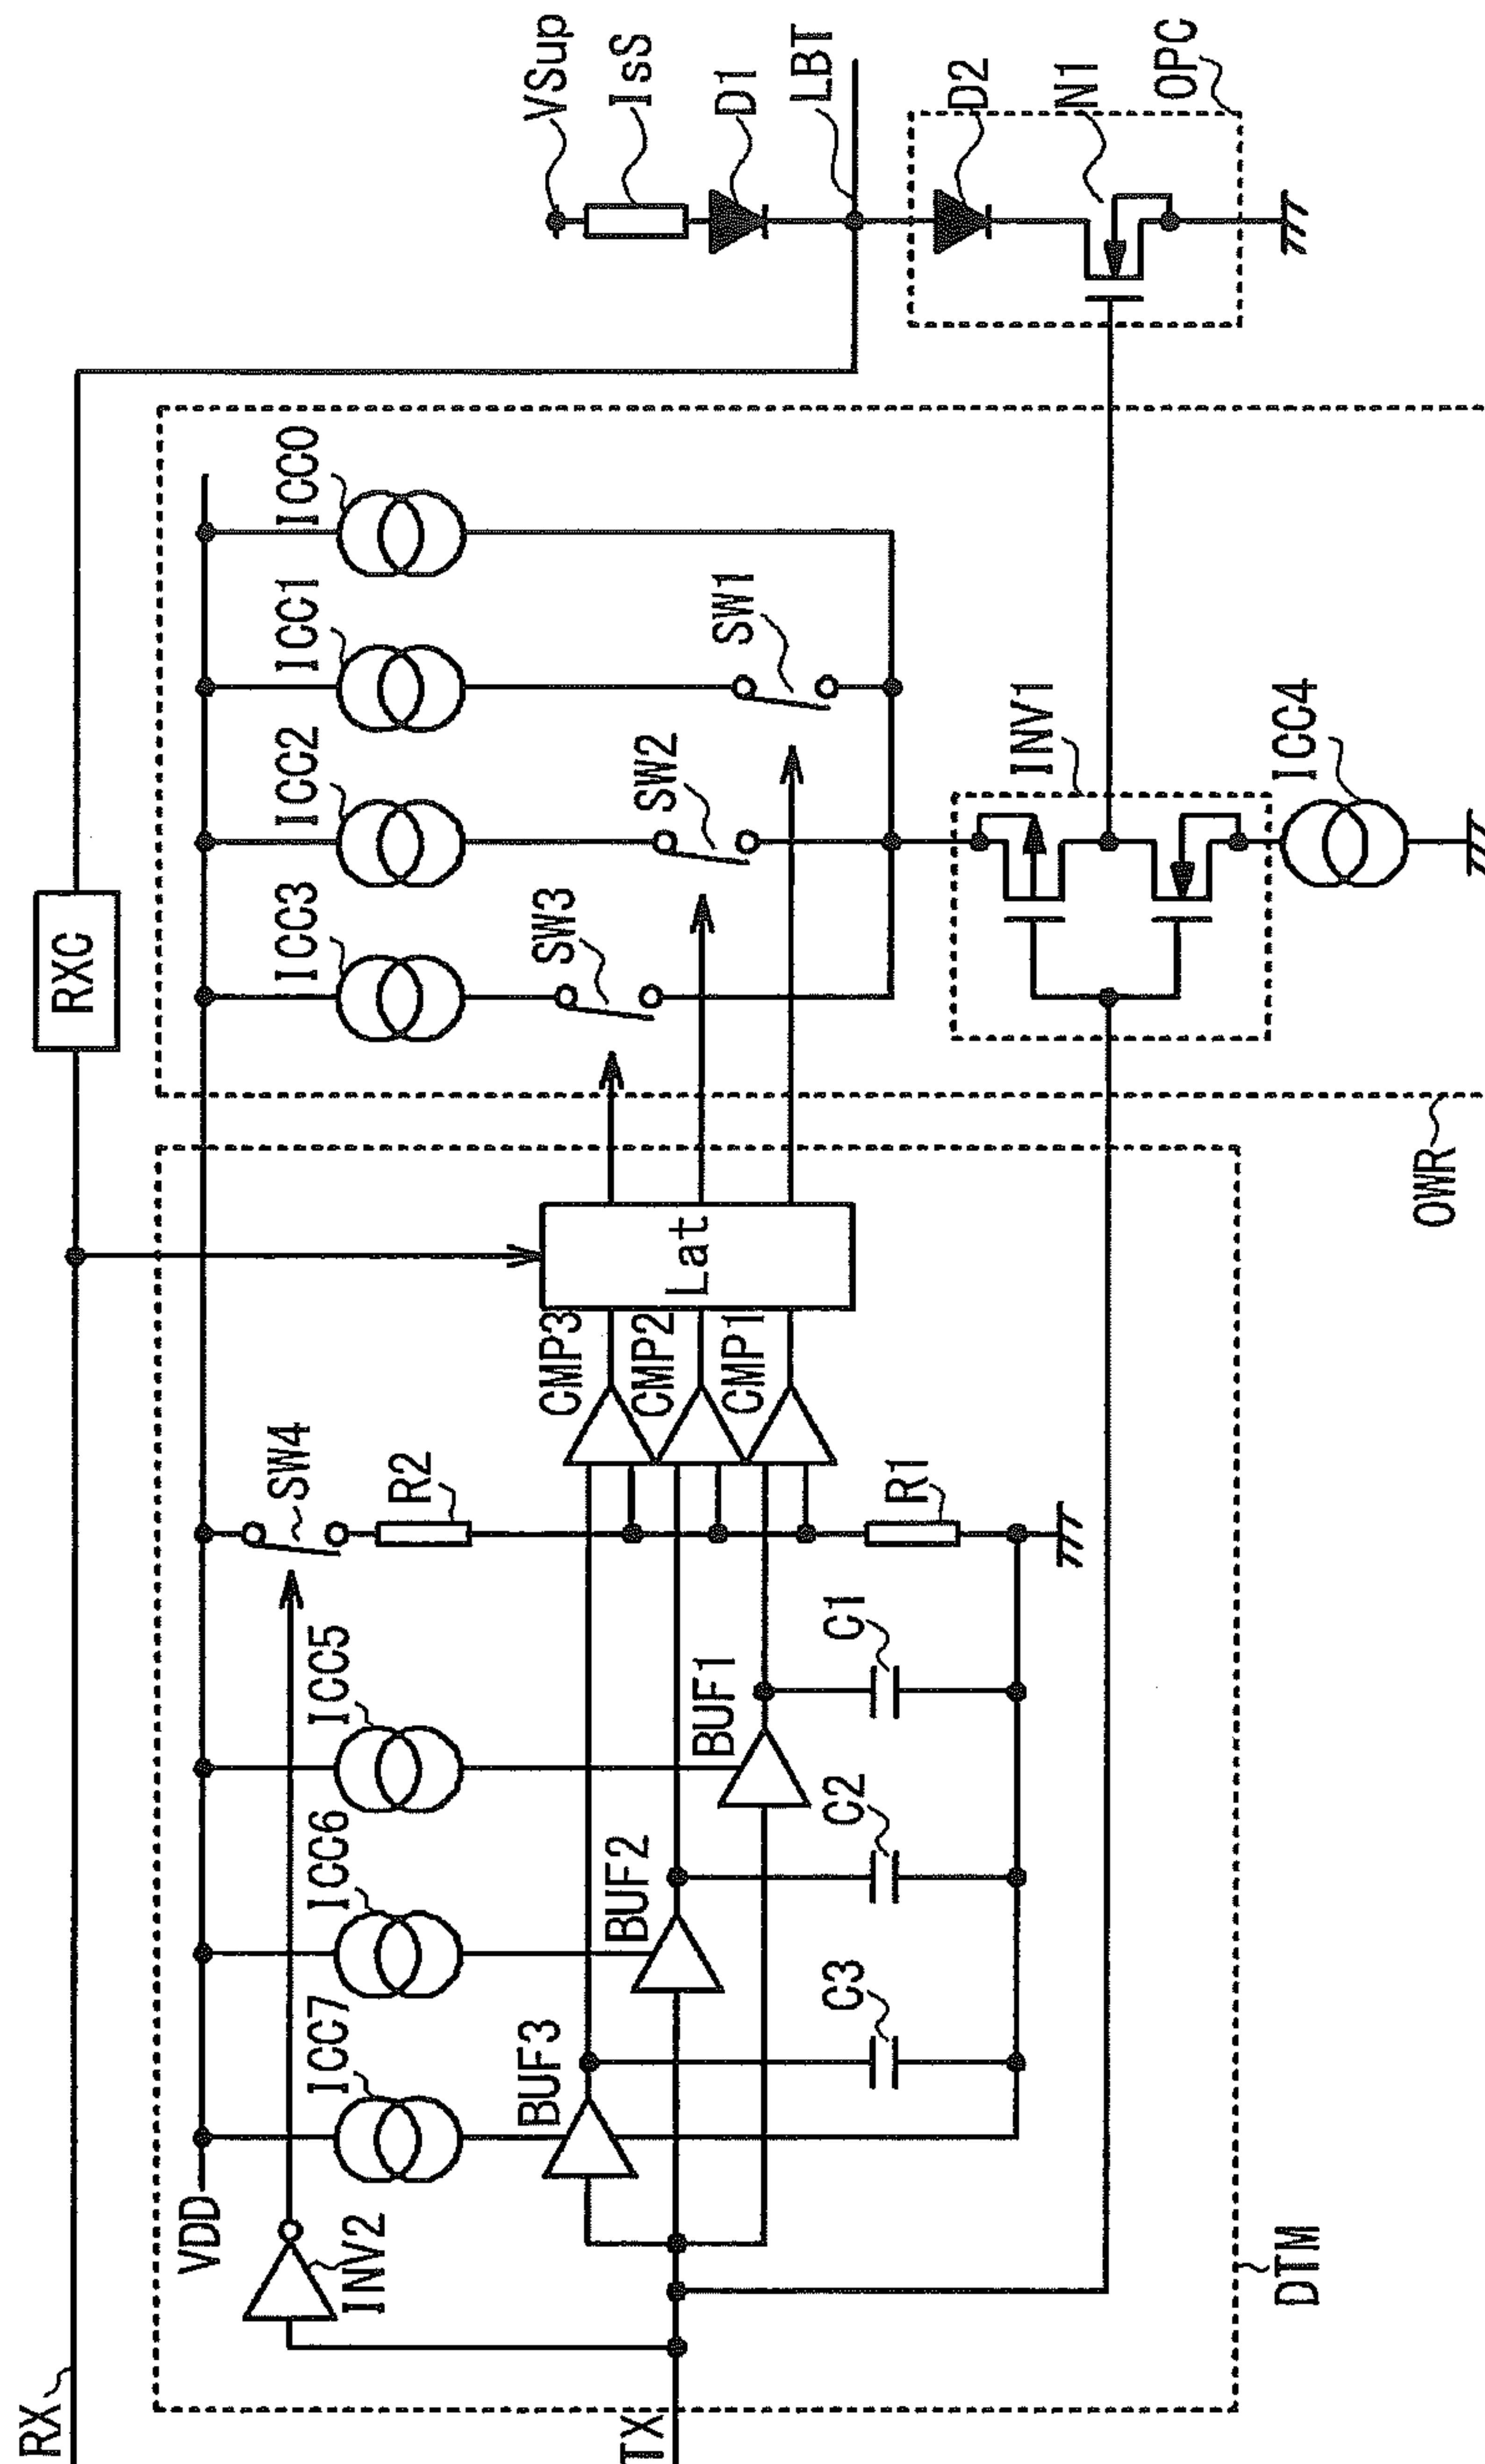 VSup
IsS
D1
LBT
D2
N1
OPC
RXC
ICC0
ICC1
ICC2
ICC3
SW1
SW2
SW3
INV1
ICC4
OWR
Lat
CMP3
CMP2
CMP1
SW4
R2
R1
ICC5
ICC6
ICC7
BUF1
BUF2
BUF3
C1
C2
C3
VDD
INV2
DTM
RX
TX